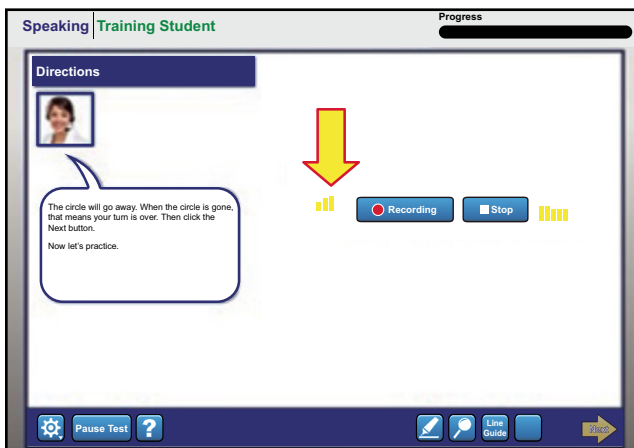 Speaking Training Student
Progress
Directions
The circle will go away. When the circle is gone,
that means your turn is over. Then click the
Next button.
Now let's practice.
Recording
Stop
Pause Test
?
Line
Guide
Next